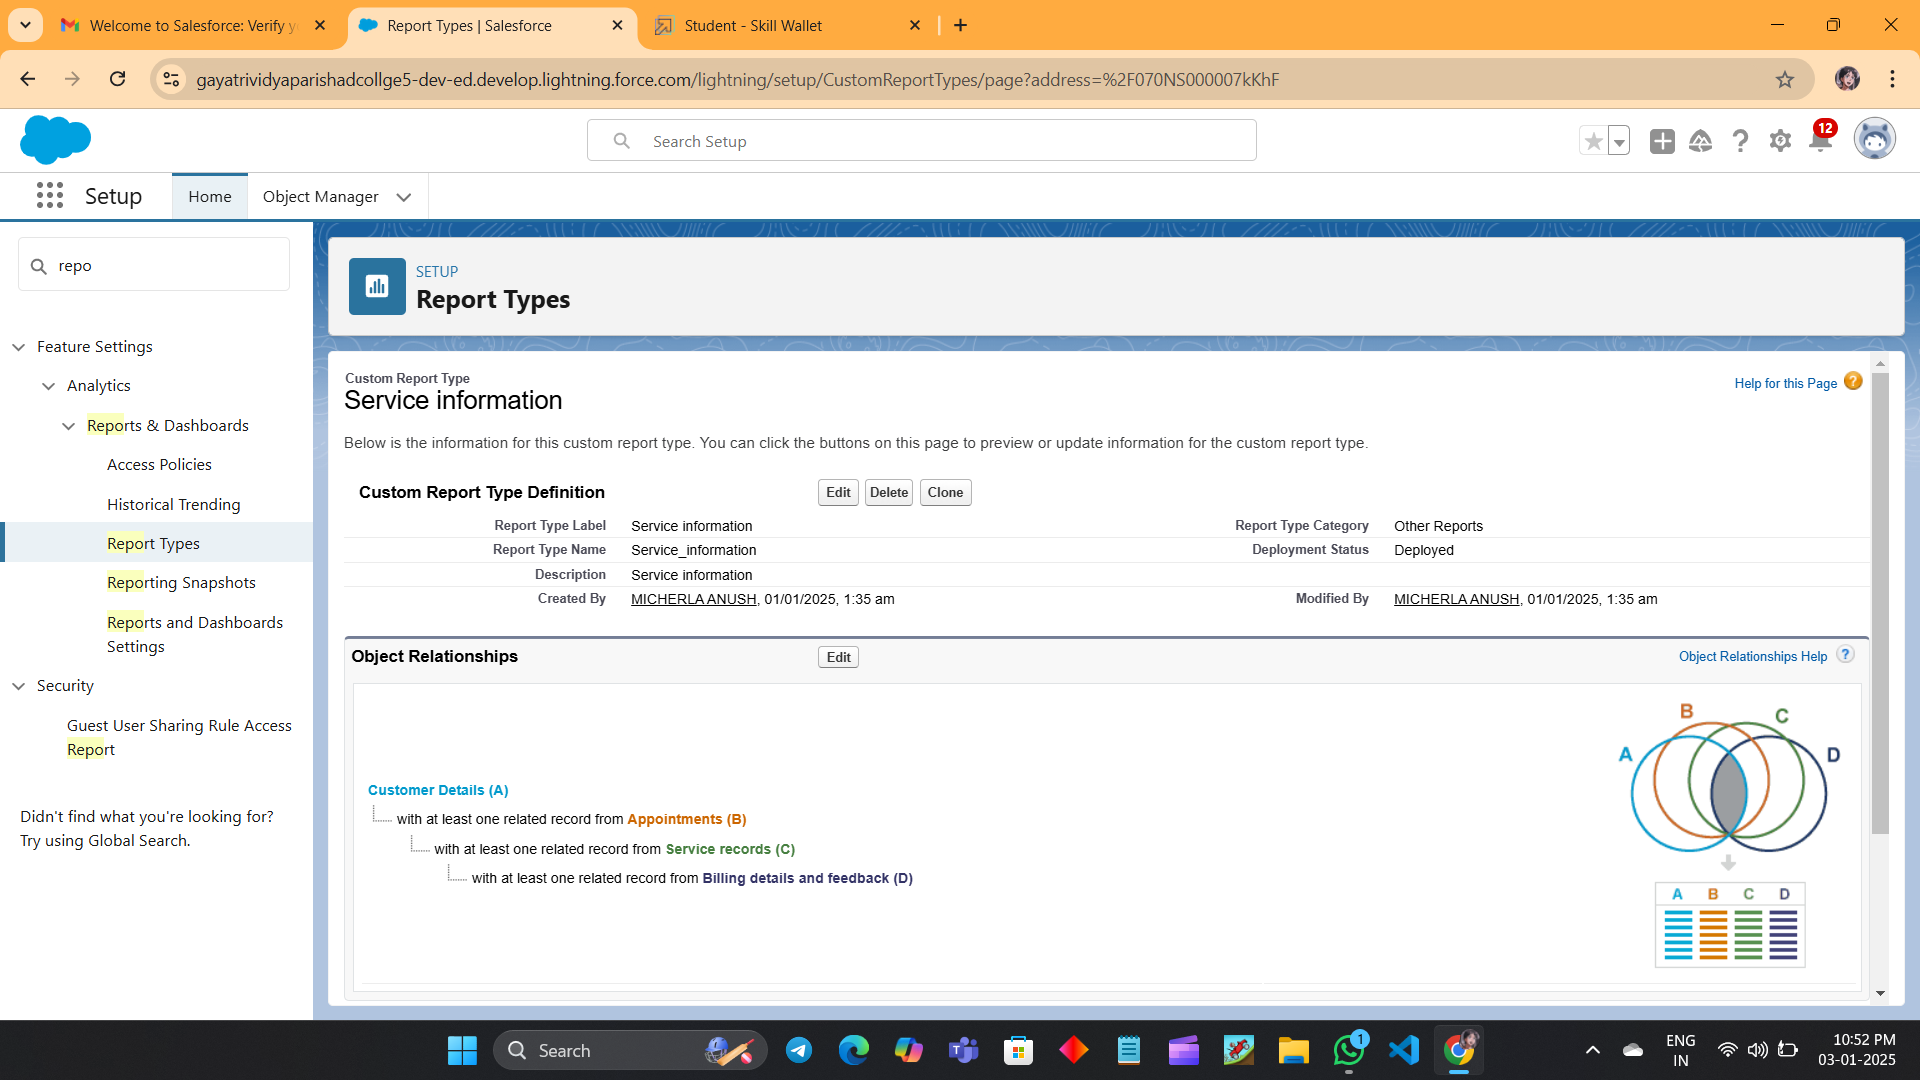 Welcome to Salesforce: Verify y
Report Types | Salesforce
Student - Skill Wallet
gayatrividyaparishadcollge5-dev-ed.develop.lightning.force.com/lightning/setup/CustomReportTypes/page?address=%2F070NS000007kKhF
Search Setup
12
Setup
Home
Object Manager
repo
Feature Settings
Analytics
Reports & Dashboards
Access Policies
Historical Trending
Report Types
Reporting Snapshots
Reports and Dashboards
Settings
Security
Guest User Sharing Rule Access
Report
Didn't find what you're looking for?
Try using Global Search.
SETUP
Report Types
Custom Report Type
Service information
Help for this Page ?
Below is the information for this custom report type. You can click the buttons on this page to preview or update information for the custom report type.
Custom Report Type Definition Edit Delete Clone
Report Type Label Service information Report Type Category Other Reports
Report Type Name Service_information Deployment Status Deployed
Description Service information
Created By MICHERLA ANUSH, 01/01/2025, 1:35 am Modified By MICHERLA ANUSH, 01/01/2025, 1:35 am
Object Relationships Edit Object Relationships Help ?
Customer Details (A)
with at least one related record from Appointments (B)
with at least one related record from Service records (C)
with at least one related record from Billing details and feedback (D)
B C
A D
A B C D
Search
1
ENG
IN
10:52 PM
03-01-2025